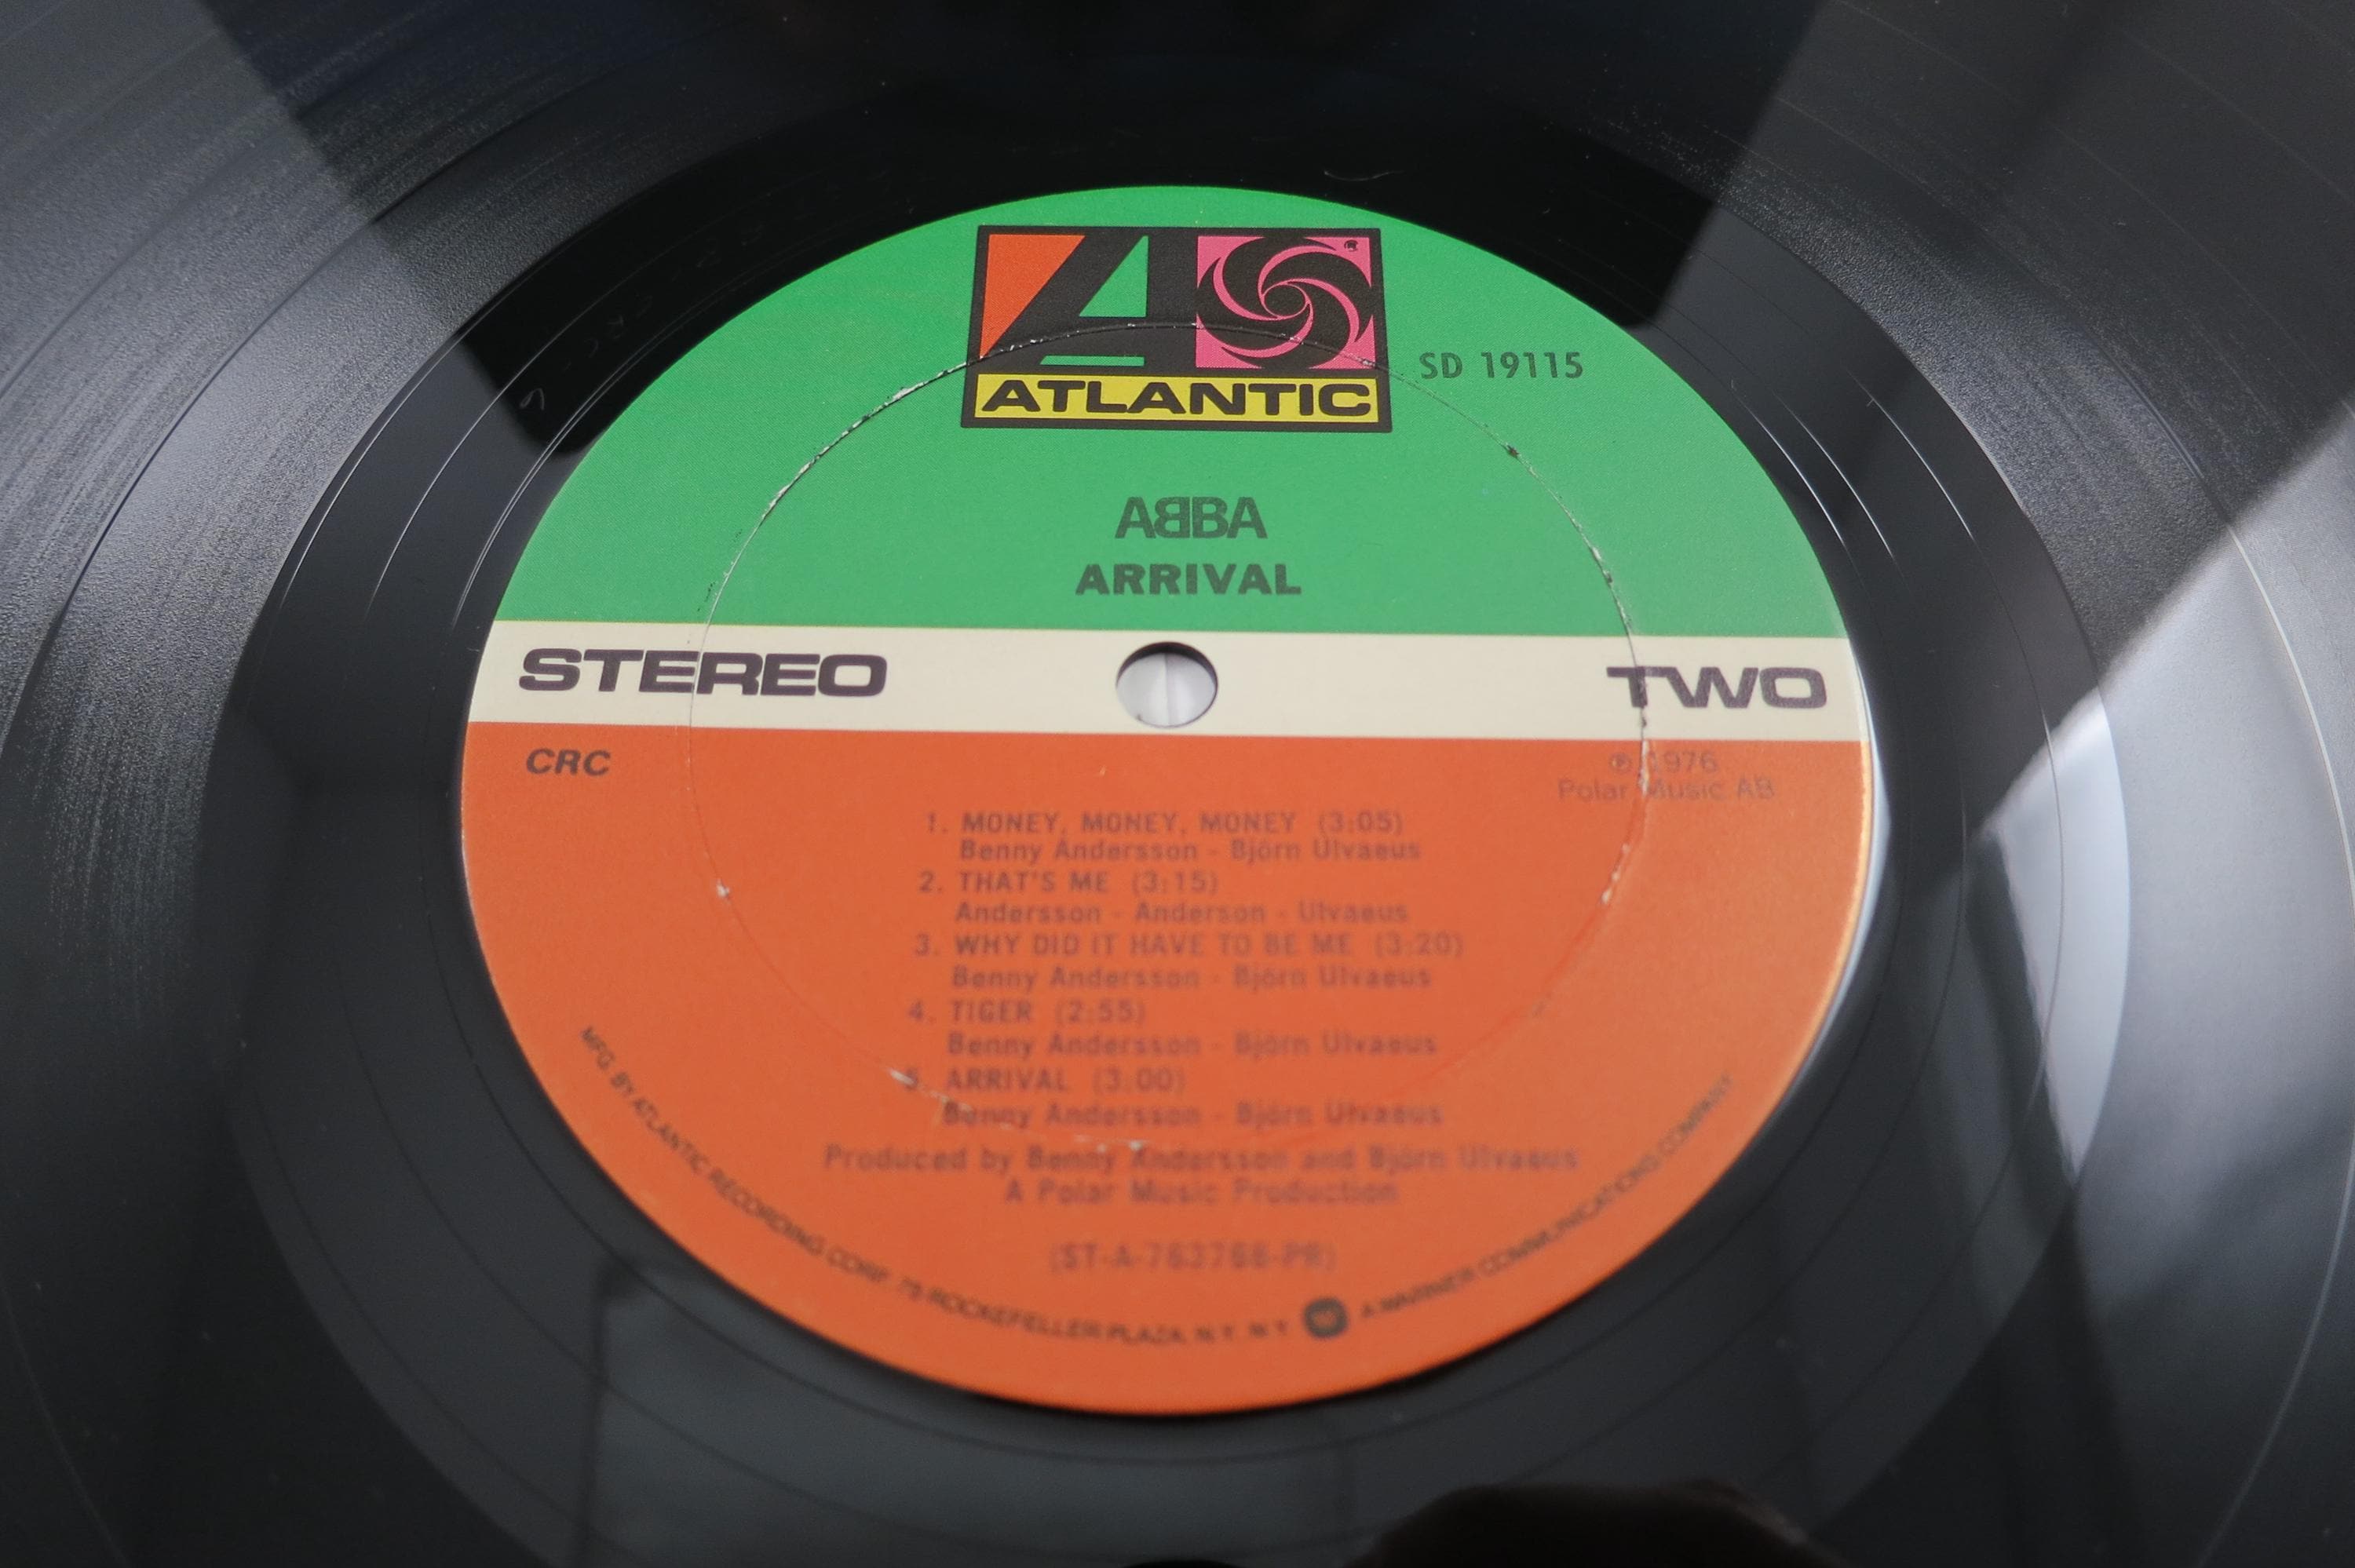 ATLANTIC
®
SD 19115
ABBA
ARRIVAL
STEREO
TWO
CRC
℗ 1976
Polar Music AB
1. MONEY, MONEY, MONEY (3:05)
Benny Andersson - Björn Ulvaeus
2. THAT'S ME (3:15)
Andersson - Anderson - Ulvaeus
3. WHY DID IT HAVE TO BE ME (3:20)
Benny Andersson - Björn Ulvaeus
4. TIGER (2:55)
Benny Andersson - Björn Ulvaeus
5. ARRIVAL (3:00)
Benny Andersson - Björn Ulvaeus
Produced by Benny Andersson and Björn Ulvaeus
A Polar Music Production
(ST-A-763768-PR)
MFG. BY ATLANTIC RECORDING CORP. 75 ROCKEFELLER PLAZA, N.Y. N.Y. A WARNER COMMUNICATIONS COMPANY